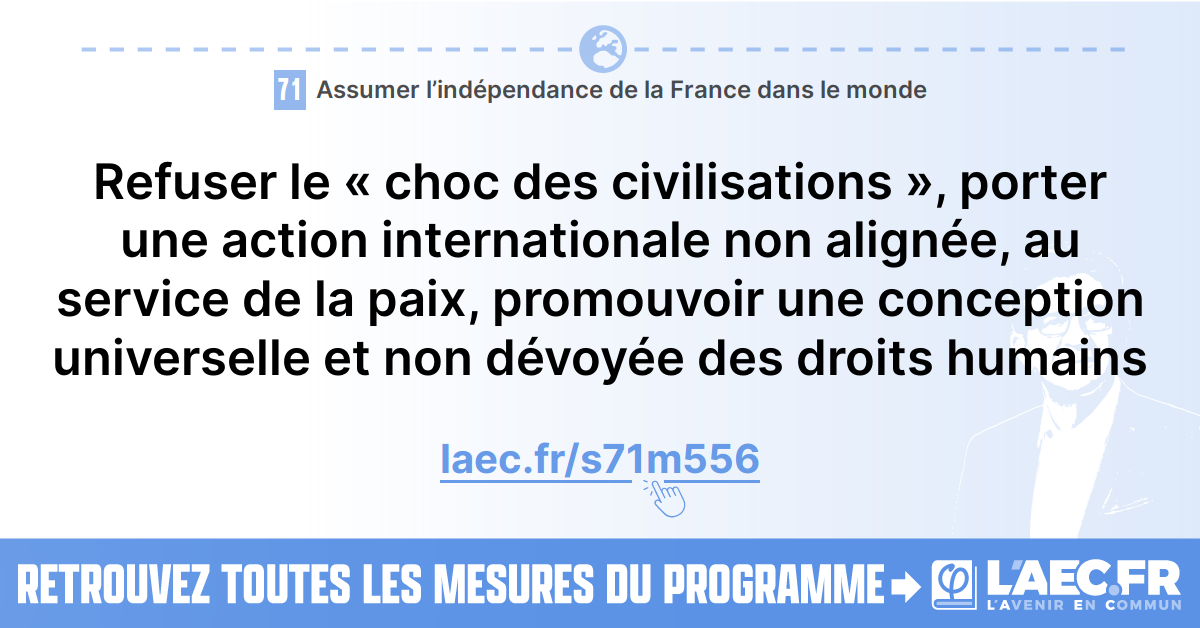 71 Assumer l’indépendance de la France dans le monde
Refuser le « choc des civilisations », porter
une action internationale non alignée, au
service de la paix, promouvoir une conception
universelle et non dévoyée des droits humains
laec.fr/s71m556
RETROUVEZ TOUTES LES MESURES DU PROGRAMME
L'AEC.FR
L'AVENIR EN COMMUN